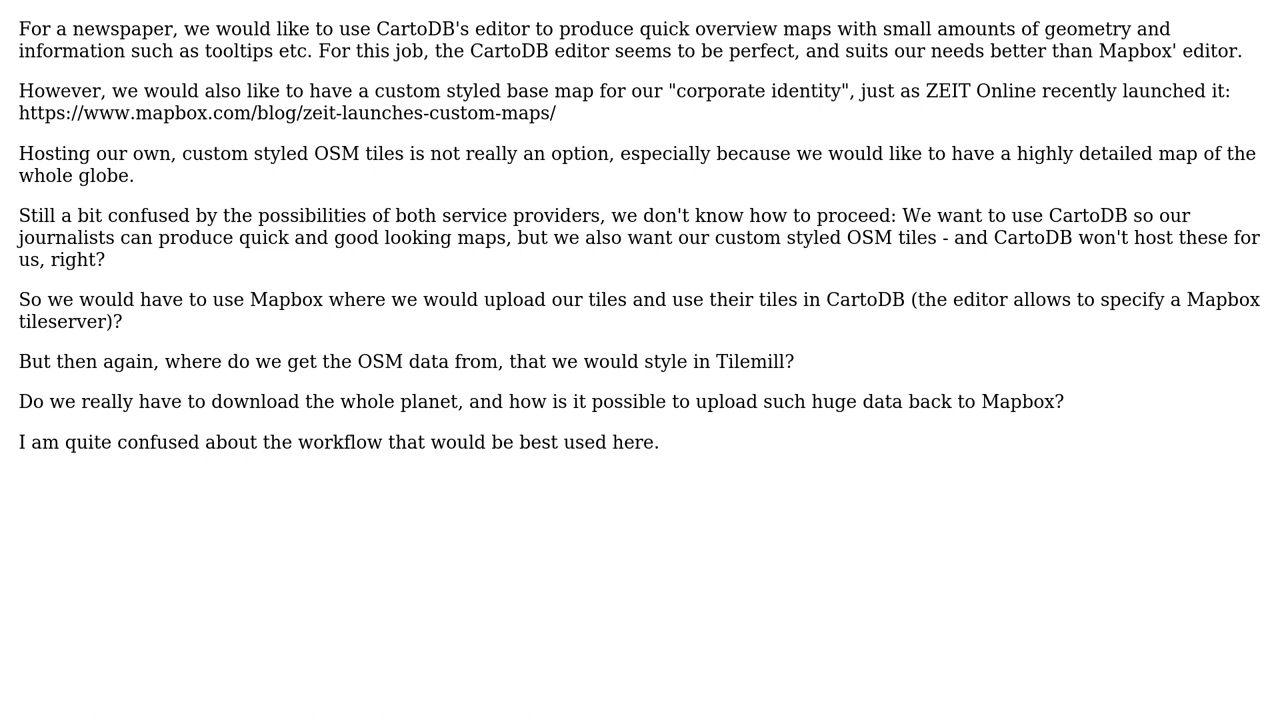 For a newspaper, we would like to use CartoDB's editor to produce quick overview maps with small amounts of geometry and
information such as tooltips etc. For this job, the CartoDB editor seems to be perfect, and suits our needs better than Mapbox' editor.
However, we would also like to have a custom styled base map for our "corporate identity", just as ZEIT Online recently launched it:
https://www.mapbox.com/blog/zeit-launches-custom-maps/
Hosting our own, custom styled OSM tiles is not really an option, especially because we would like to have a highly detailed map of the
whole globe.
Still a bit confused by the possibilities of both service providers, we don't know how to proceed: We want to use CartoDB so our
journalists can produce quick and good looking maps, but we also want our custom styled OSM tiles - and CartoDB won't host these for
us, right?
So we would have to use Mapbox where we would upload our tiles and use their tiles in CartoDB (the editor allows to specify a Mapbox
tileserver)?
But then again, where do we get the OSM data from, that we would style in Tilemill?
Do we really have to download the whole planet, and how is it possible to upload such huge data back to Mapbox?
I am quite confused about the workflow that would be best used here.